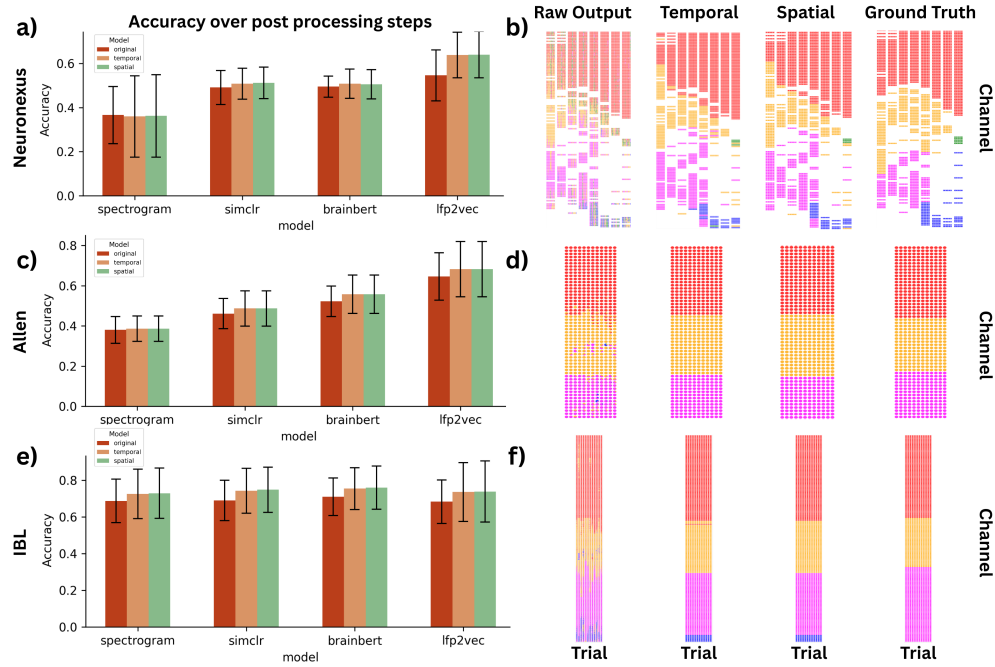 Accuracy over post processing steps
a)
Neuronexus
Accuracy
0.6
0.4
0.2
0.0
Model
original
temporal
spatial
spectrogram
simclr
brainbert
lfp2vec
model
b)
Raw Output
Temporal
Spatial
Ground Truth
Channel
c)
Allen
Accuracy
0.8
0.6
0.4
0.2
0.0
Model
original
temporal
spatial
spectrogram
simclr
brainbert
lfp2vec
model
d)
Channel
e)
IBL
Accuracy
0.8
0.6
0.4
0.2
0.0
Model
original
temporal
spatial
spectrogram
simclr
brainbert
lfp2vec
model
f)
Channel
Trial
Trial
Trial
Trial